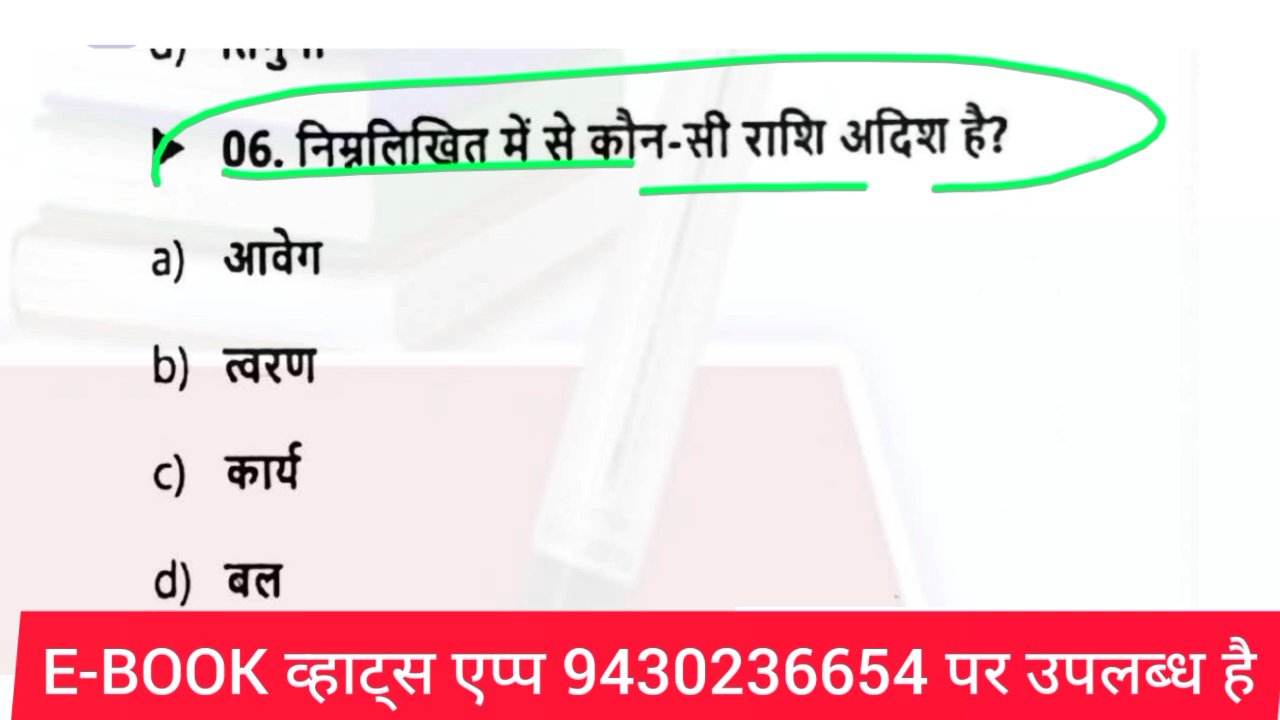 06. निम्नलिखित में से कौन-सी राशि अदिश है?
a) आवेग
b) त्वरण
c) कार्य
d) बल
E-BOOK व्हाट्स एप्प 9430236654 पर उपलब्ध है